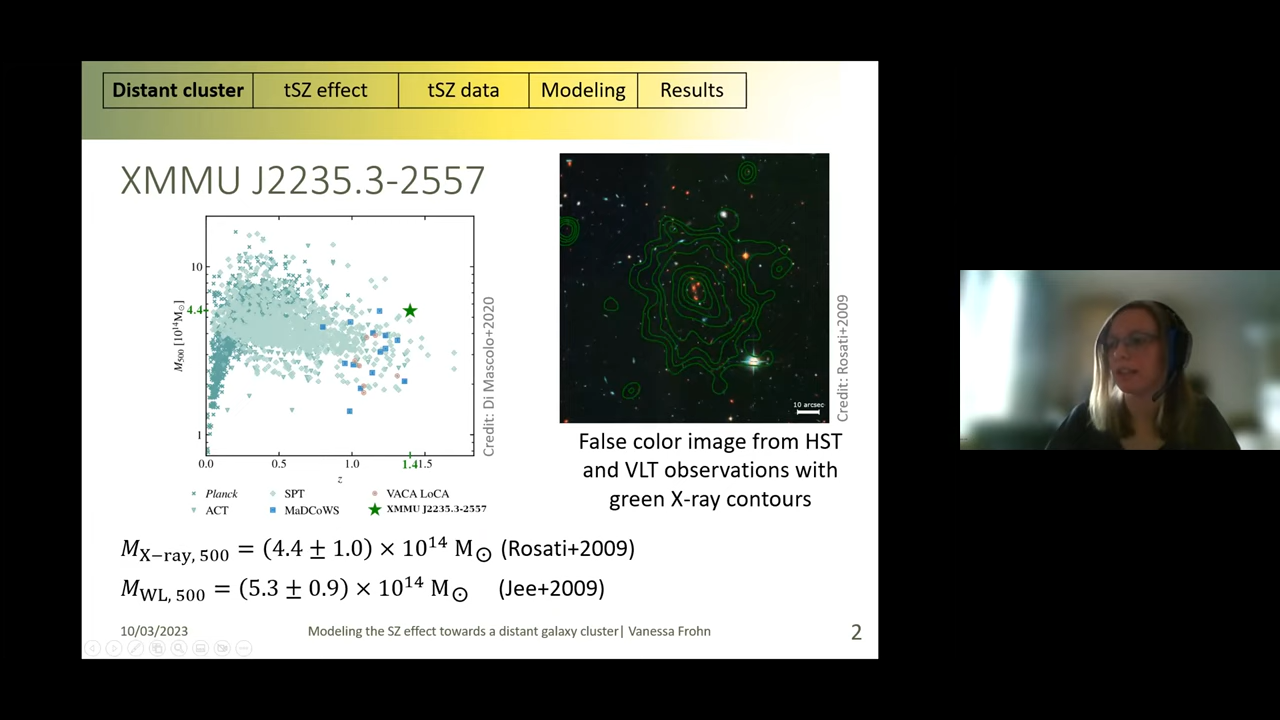 Distant cluster tSZ effect tSZ data Modeling Results
XMMU J2235.3-2557
10
4.4
1
M500 [10^14 M⊙]
0.0 0.5 1.0 1.41 1.5
z
Planck SPT VACA LoCA
ACT MaDCoWS XMMU J2235.3-2557
Credit: Di Mascolo+2020
10 arcsec
Credit: Rosati+2009
False color image from HST
and VLT observations with
green X-ray contours
M_X−ray, 500 = (4.4 ± 1.0) × 10^14 M⊙ (Rosati+2009)
M_WL, 500 = (5.3 ± 0.9) × 10^14 M⊙ (Jee+2009)
10/03/2023 Modeling the SZ effect towards a distant galaxy cluster| Vanessa Frohn 2